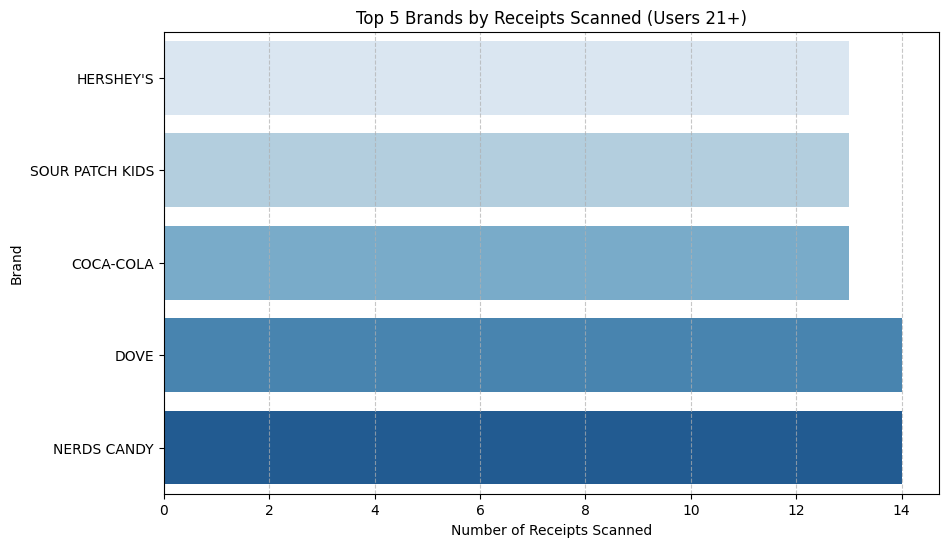 Top 5 Brands by Receipts Scanned (Users 21+)
Brand
HERSHEY'S
SOUR PATCH KIDS
COCA-COLA
DOVE
NERDS CANDY
0 2 4 6 8 10 12 14
Number of Receipts Scanned